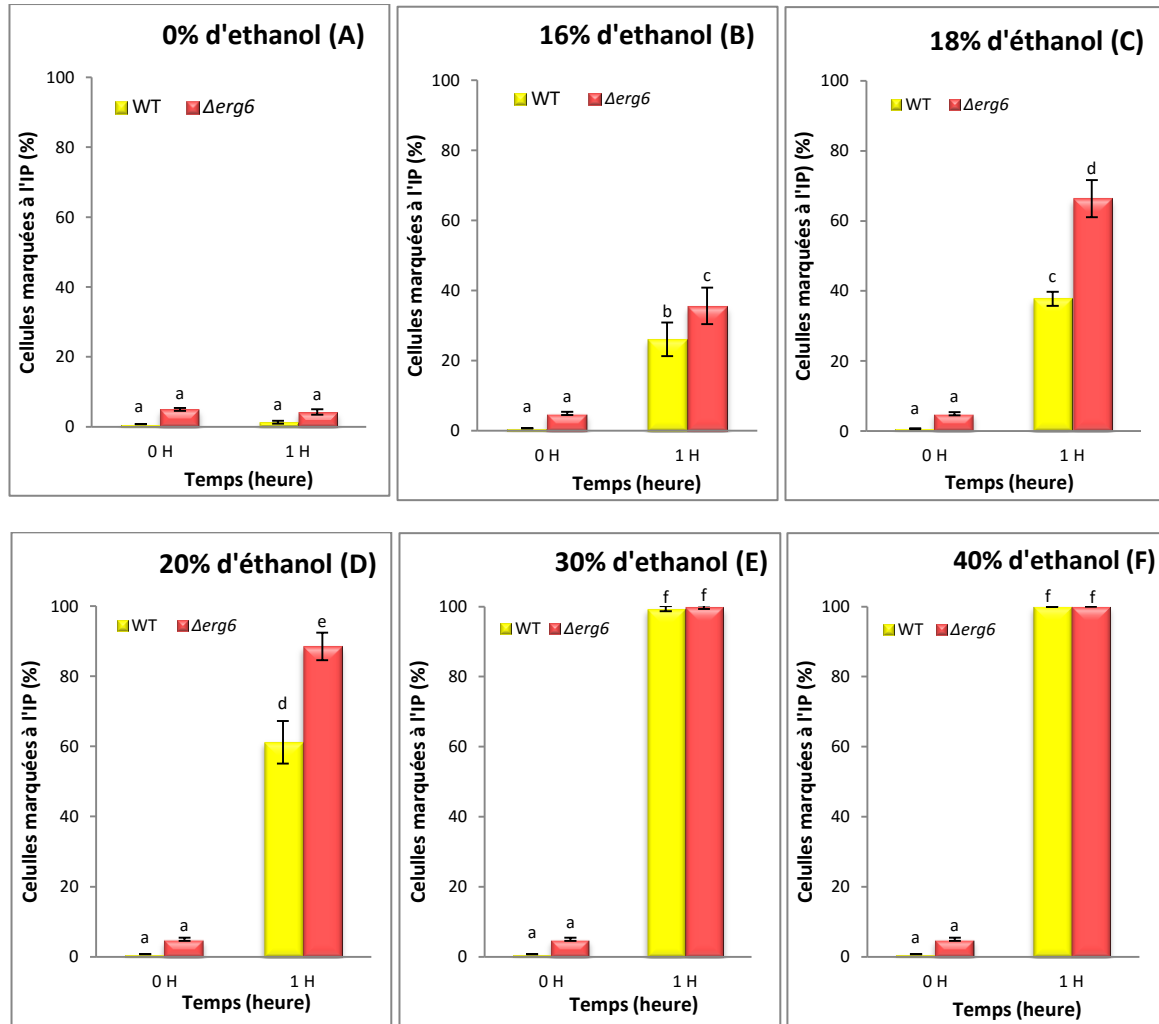 0% d'ethanol (A)
Cellules marquées à l'IP (%)
100
80
60
40
20
0
WT Δerg6
a a a a
0 H 1 H
Temps (heure)
16% d'ethanol (B)
Cellules marquées à l'IP (%)
100
80
60
40
20
0
WT Δerg6
a a b c
0 H 1 H
Temps (heure)
18% d'éthanol (C)
Celulles marquées à l'IP) (%)
100
80
60
40
20
0
WT Δerg6
a a c d
0 H 1 H
Temps (heure)
20% d'éthanol (D)
Celulles marquées à l'IP (%)
100
80
60
40
20
0
WT Δerg6
a a d e
0 H 1 H
Temps (heure)
30% d'ethanol (E)
Celulles marquées à l'IP (%)
100
80
60
40
20
0
WT Δerg6
a a f f
0 H 1 H
Temps (heure)
40% d'ethanol (F)
Celulles marquées à l'IP (%)
100
80
60
40
20
0
WT Δerg6
a a f f
0 H 1 H
Temps (heure)